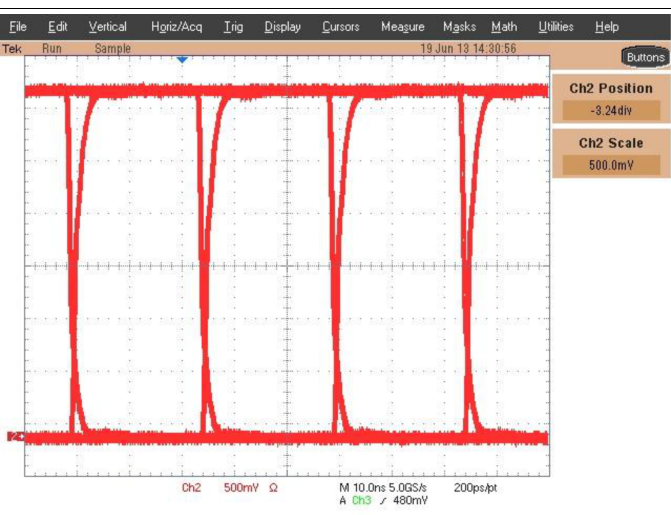 File Edit Vertical Horiz/Acq Trig Display Cursors Measure Masks Math Utilities Help
Tek Run Sample 19 Jun 13 14:30:56
Buttons
Ch2 Position
-3.24div
Ch2 Scale
500.0mV
Ch2 500mV Ω M 10.0ns 5.0GS/s 200ps/pt
A Ch3 ∕ 480mV